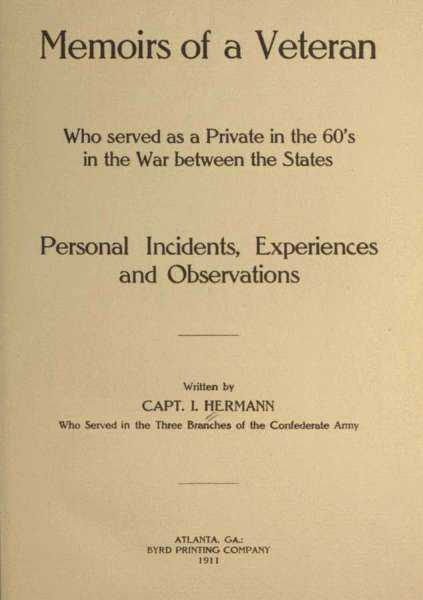 Memoirs of a Veteran
Who served as a Private in the 60's
in the War between the States
Personal Incidents, Experiences
and Observations
Written by
CAPT. I. HERMANN
Who Served in the Three Branches of the Confederate Army
ATLANTA, GA.:
BYRD PRINTING COMPANY
1911